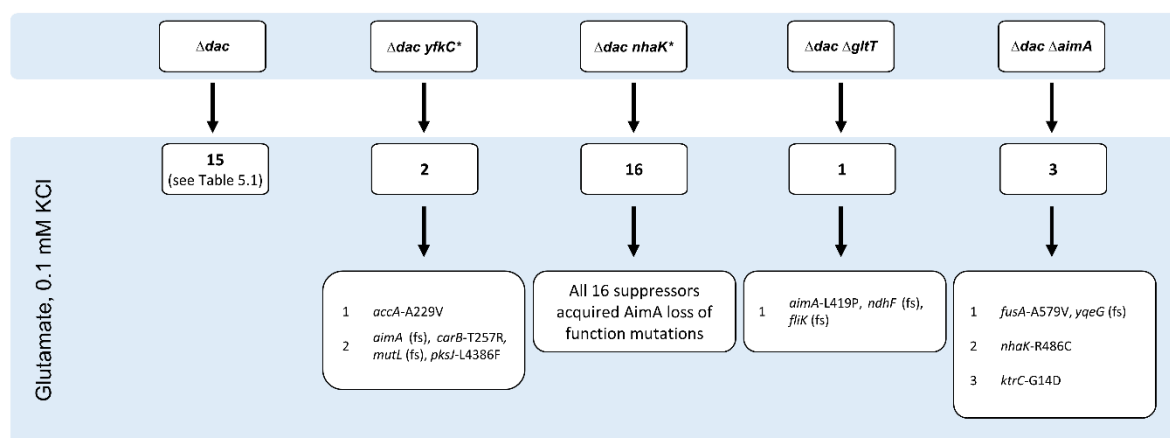 Δdac
Δdac yfkC*
Δdac nhaK*
Δdac ΔgltT
Δdac ΔaimA
Glutamate, 0.1 mM KCl
15
(see Table 5.1)
2
16
1
3
1 accA-A229V
2 aimA (fs), carB-T257R,
mutL (fs), pksJ-L4386F
All 16 suppressors
acquired AimA loss of
function mutations
1 aimA-L419P, ndhF (fs),
fliK (fs)
1 fusA-A579V, yqeG (fs)
2 nhaK-R486C
3 ktrC-G14D